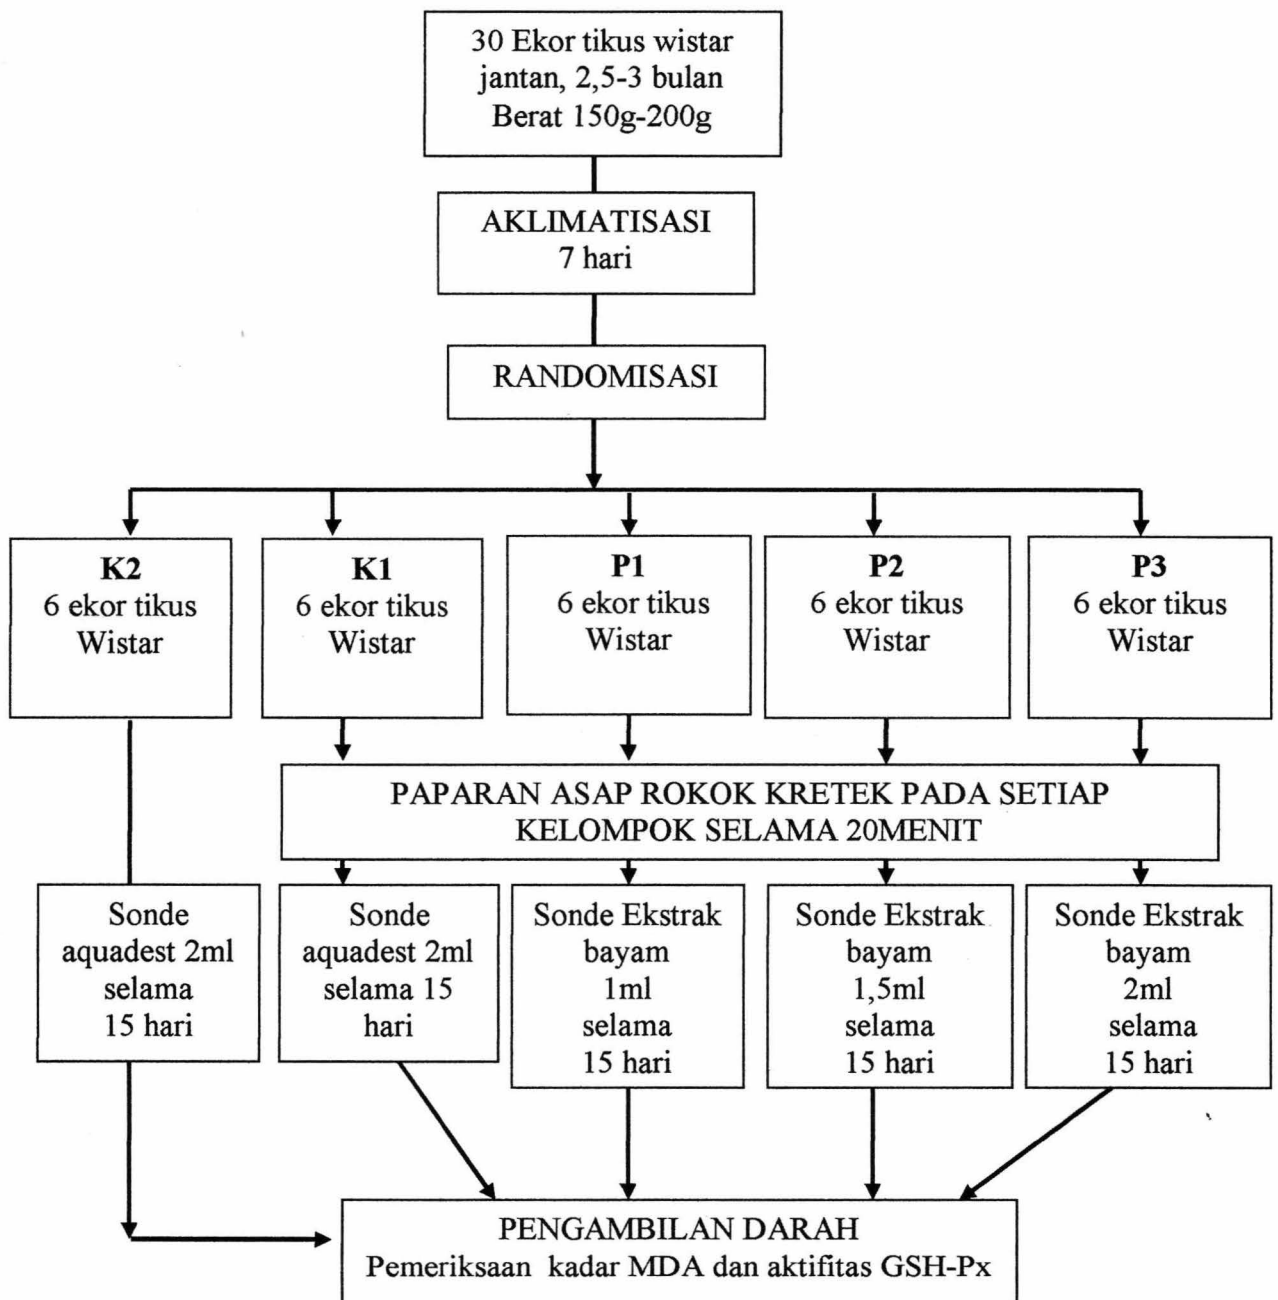 30 Ekor tikus wistar
jantan, 2,5-3 bulan
Berat 150g-200g
AKLIMATISASI
7 hari
RANDOMISASI
K2
6 ekor tikus
Wistar
K1
6 ekor tikus
Wistar
P1
6 ekor tikus
Wistar
P2
6 ekor tikus
Wistar
P3
6 ekor tikus
Wistar
PAPARAN ASAP ROKOK KRETEK PADA SETIAP
KELOMPOK SELAMA 20MENIT
Sonde
aquadest 2ml
selama
15 hari
Sonde
aquadest 2ml
selama 15
hari
Sonde Ekstrak
bayam
1ml
selama
15 hari
Sonde Ekstrak
bayam
1,5ml
selama
15 hari
Sonde Ekstrak
bayam
2ml
selama
15 hari
PENGAMBILAN DARAH
Pemeriksaan kadar MDA dan aktifitas GSH-Px